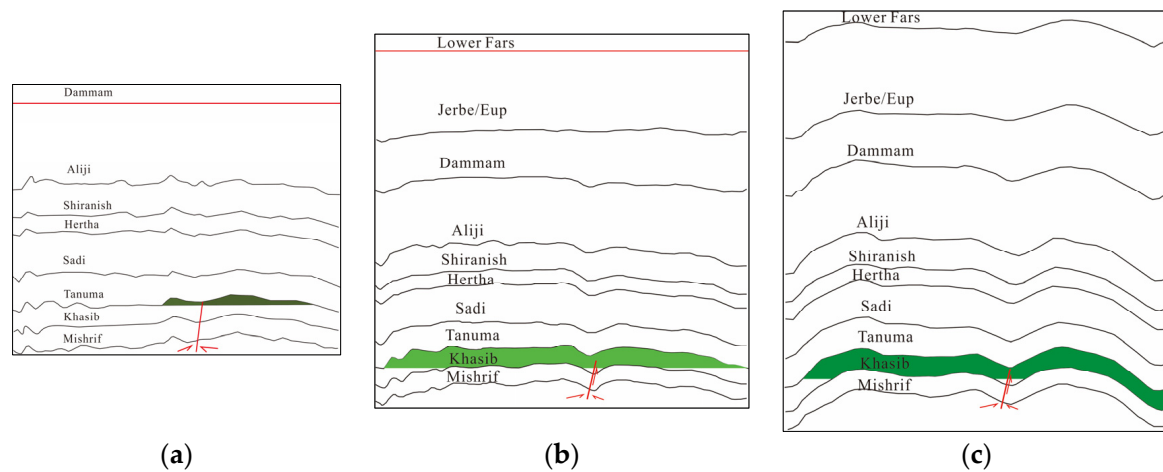 Dammam
Aliji
Shiranish
Hertha
Sadi
Tanuma
Khasib
Mishrif
(a)
Lower Fars
Jerbe/Eup
Dammam
Aliji
Shiranish
Hertha
Sadi
Tanuma
Khasib
Mishrif
(b)
Lower Fars
Jerbe/Eup
Dammam
Aliji
Shiranish
Hertha
Sadi
Tanuma
Khasib
Mishrif
(c)